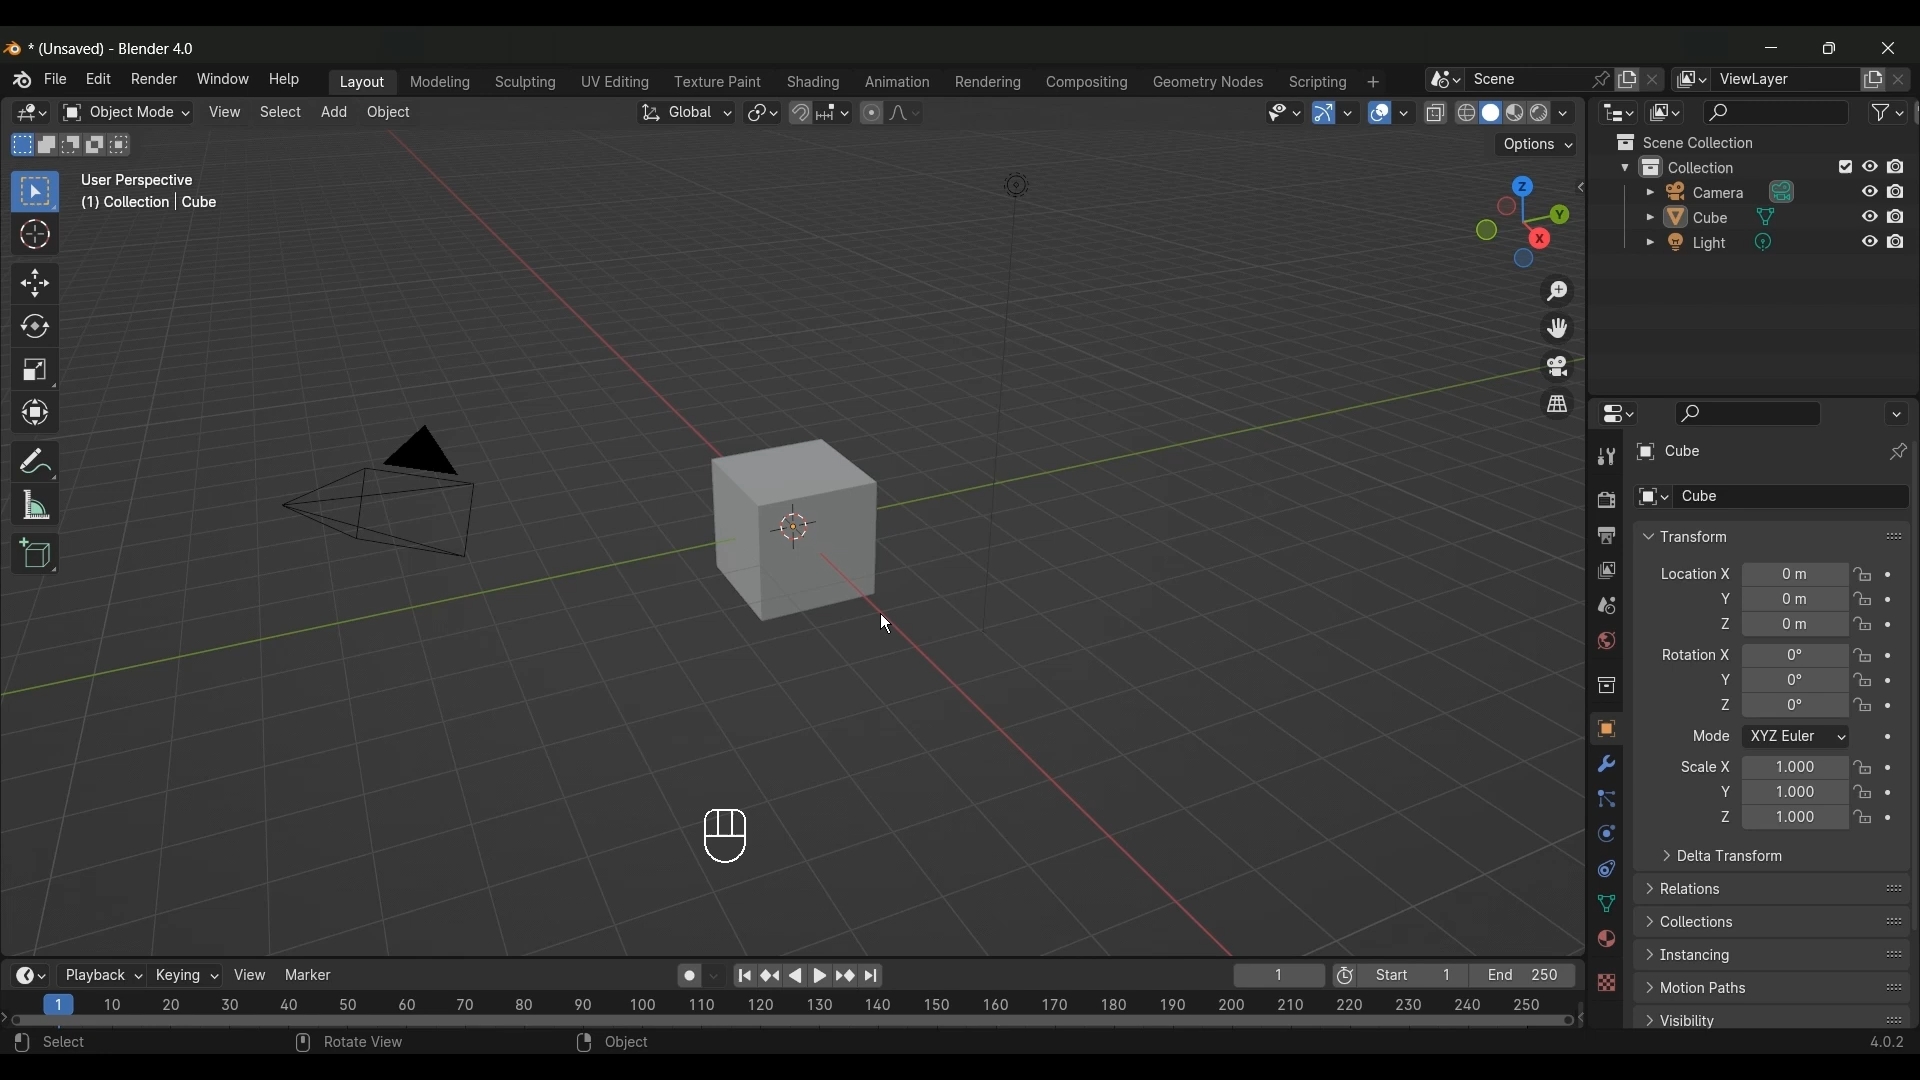 * (Unsaved) - Blender 4.0
File Edit Render Window Help Layout Modeling Sculpting UV Editing Texture Paint Shading Animation Rendering Compositing Geometry Nodes Scripting + Scene ViewLayer
Object Mode View Select Add Object Global
Options
User Perspective
(1) Collection | Cube
Z
Y
X
Scene Collection
Collection
Camera
Cube
Light
Cube
Cube
Transform
Location X 0 m
Y 0 m
Z 0 m
Rotation X 0°
Y 0°
Z 0°
Mode XYZ Euler
Scale X 1.000
Y 1.000
Z 1.000
Delta Transform
Relations
Collections
Instancing
Motion Paths
Visibility
Playback Keying View Marker 1 Start 1 End 250
1 10 20 30 40 50 60 70 80 90 100 110 120 130 140 150 160 170 180 190 200 210 220 230 240 250
Select Rotate View Object 4.0.2